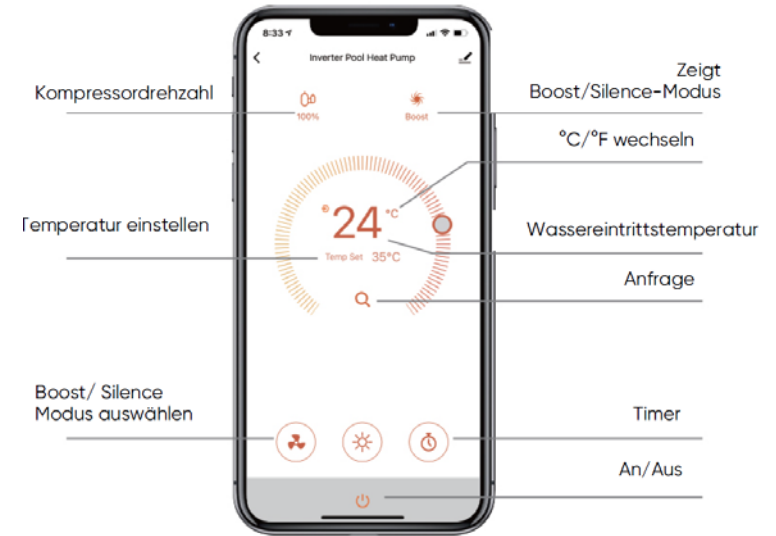 8:33
Inverter Pool Heat Pump
Zeigt
Boost/Silence-Modus
Kompressordrehzahl
100%
Boost
°C/°F wechseln
24 °C
Temperatur einstellen
Wassereintrittstemperatur
Temp Set 35°C
Anfrage
Boost/ Silence
Modus auswählen
Timer
An/Aus